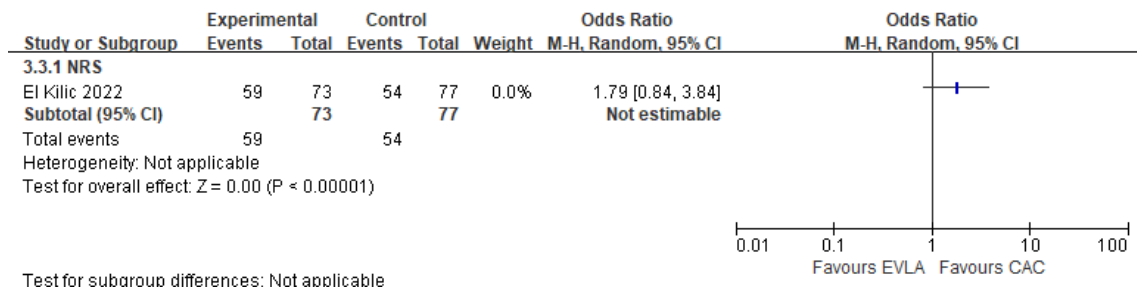 Experimental Control Odds Ratio Odds Ratio
Study or Subgroup Events Total Events Total Weight M-H, Random, 95% CI M-H, Random, 95% CI
3.3.1 NRS
El Kilic 2022 59 73 54 77 0.0% 1.79 [0.84, 3.84]
Subtotal (95% CI) 73 77 Not estimable
Total events 59 54
Heterogeneity: Not applicable
Test for overall effect: Z = 0.00 (P < 0.00001)
0.01 0.1 1 10 100
Favours EVLA Favours CAC
Test for subgroup differences: Not applicable